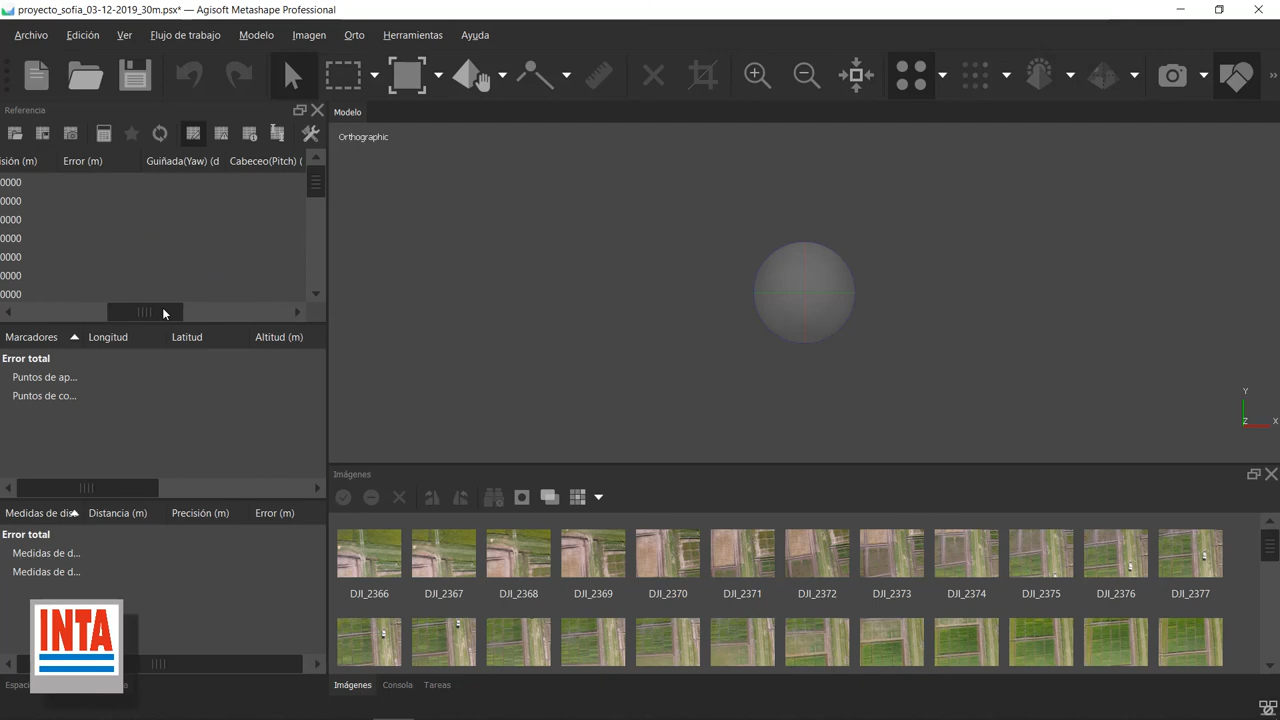 proyecto_sofia_03-12-2019_30m.psx* — Agisoft Metashape Professional
Archivo Edición Ver Flujo de trabajo Modelo Imagen Orto Herramientas Ayuda
Referencia
Modelo
Orthographic
isión (m) Error (m) Guiñada(Yaw) (d Cabeceo(Pitch) (
0000
0000
0000
0000
0000
0000
0000
Marcadores Longitud Latitud Altitud (m)
Error total
Puntos de ap...
Puntos de co...
Y
Z X
Imágenes
Medidas de dis Distancia (m) Precisión (m) Error (m)
Error total
Medidas de d...
Medidas de d...
DJI_2366 DJI_2367 DJI_2368 DJI_2369 DJI_2370 DJI_2371 DJI_2372 DJI_2373 DJI_2374 DJI_2375 DJI_2376 DJI_2377
INTA
Espaci
Imágenes Consola Tareas